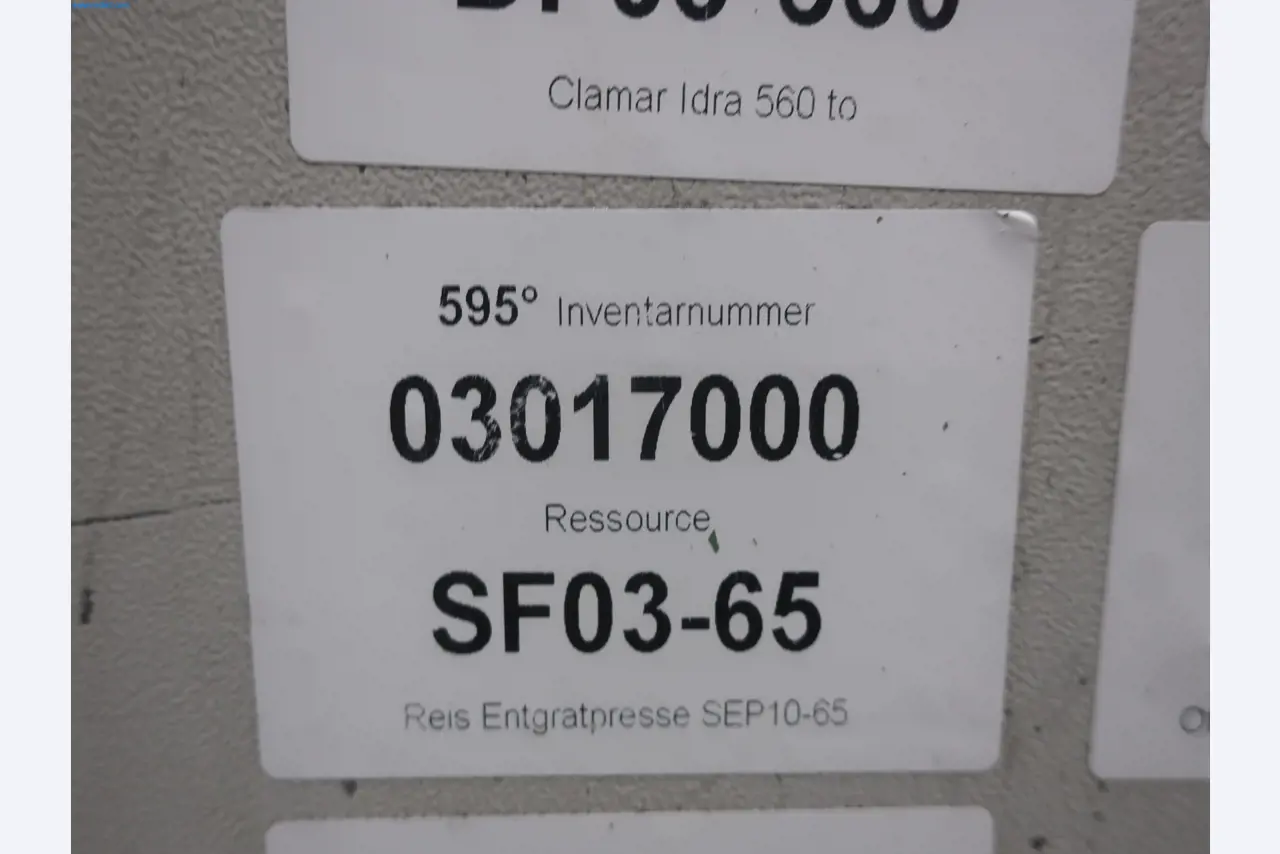 Clamar Idra 560 to
595° Inventarnummer
03017000
Ressource
SF03-65
Reis Entgratpresse SEP10-65